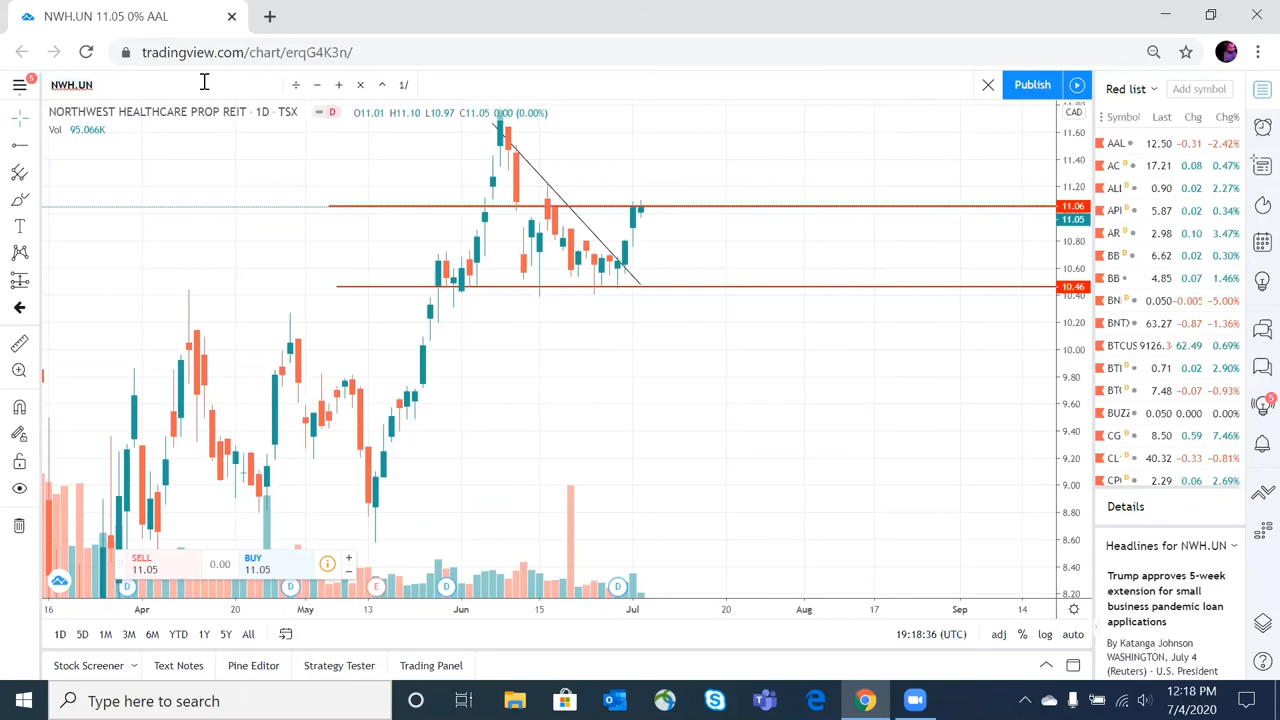 NWH.UN 11.05 0% AAL
tradingview.com/chart/erqG4K3n/
5
NWH.UN
÷ − + × ^ 1/
Publish
Red list
Add symbol
NORTHWEST HEALTHCARE PROP REIT · 1D · TSX
D
H11.10 L10.97 C11.05 0.00 (0.00%)
Vol 95.066K
CAD
Symbol Last Chg Chg%
AAL 12.50 -0.31 -2.42%
AC D 17.21 0.08 0.47%
ALI D 0.90 0.02 2.27%
API D 5.87 0.02 0.34%
AR D 2.98 0.10 3.47%
BB D 6.62 0.02 0.30%
BB 4.85 0.07 1.46%
BNI D 0.050 -0.005 -5.00%
BNTX 63.27 -0.87 -1.36%
BTCUS 9126.3 62.49 0.69%
BTI D 0.71 0.02 2.90%
BTC D 7.48 -0.07 -0.93%
BUZZ 0.050 0.000 0.00%
CG D 8.50 0.59 7.46%
CL 40.32 -0.33 -0.81%
CPI D 2.29 0.06 2.69%
11.60
11.40
11.20
11.06
11.05
10.80
10.60
10.46
10.40
10.20
10.00
9.80
9.60
9.40
9.20
9.00
8.80
8.60
8.40
8.20
5
SELL
11.05
0.00
BUY
11.05
+
−
D D E D D
16 Apr 20 May 13 Jun 15 Jul 20 Aug 17 Sep 14
1D 5D 1M 3M 6M YTD 1Y 5Y All
19:18:36 (UTC) adj % log auto
Stock Screener Text Notes Pine Editor Strategy Tester Trading Panel
Details
Headlines for NWH.UN
Trump approves 5-week
extension for small
business pandemic loan
applications
By Katanga Johnson
WASHINGTON, July 4
(Reuters) - U.S. President
Type here to search
12:18 PM
7/4/2020